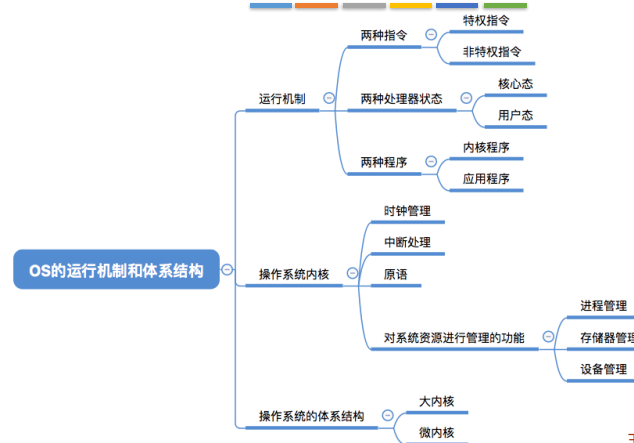 特权指令
两种指令
非特权指令
核心态
运行机制
两种处理器状态
用户态
内核程序
两种程序
应用程序
时钟管理
中断处理
OS的运行机制和体系结构
操作系统内核
原语
进程管理
对系统资源进行管理的功能
存储器管理
设备管理
大内核
操作系统的体系结构
微内核